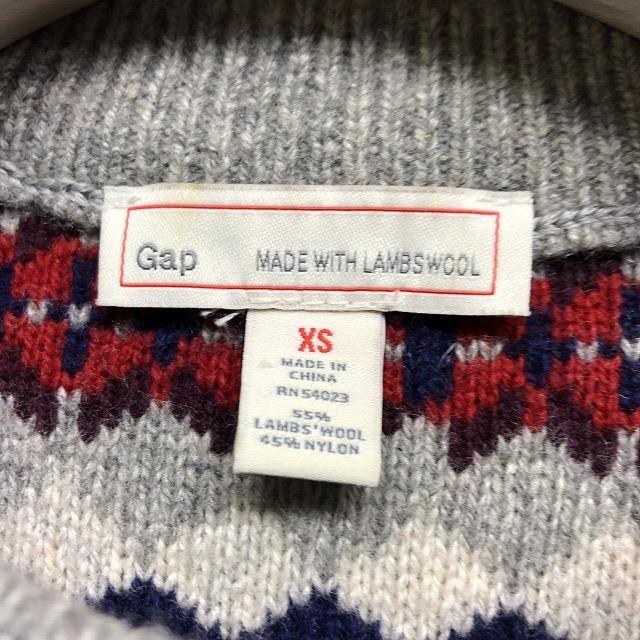 Gap MADE WITH LAMBSWOOL
XS
MADE IN
CHINA
RN54023
55%
LAMBS'WOOL
45% NYLON